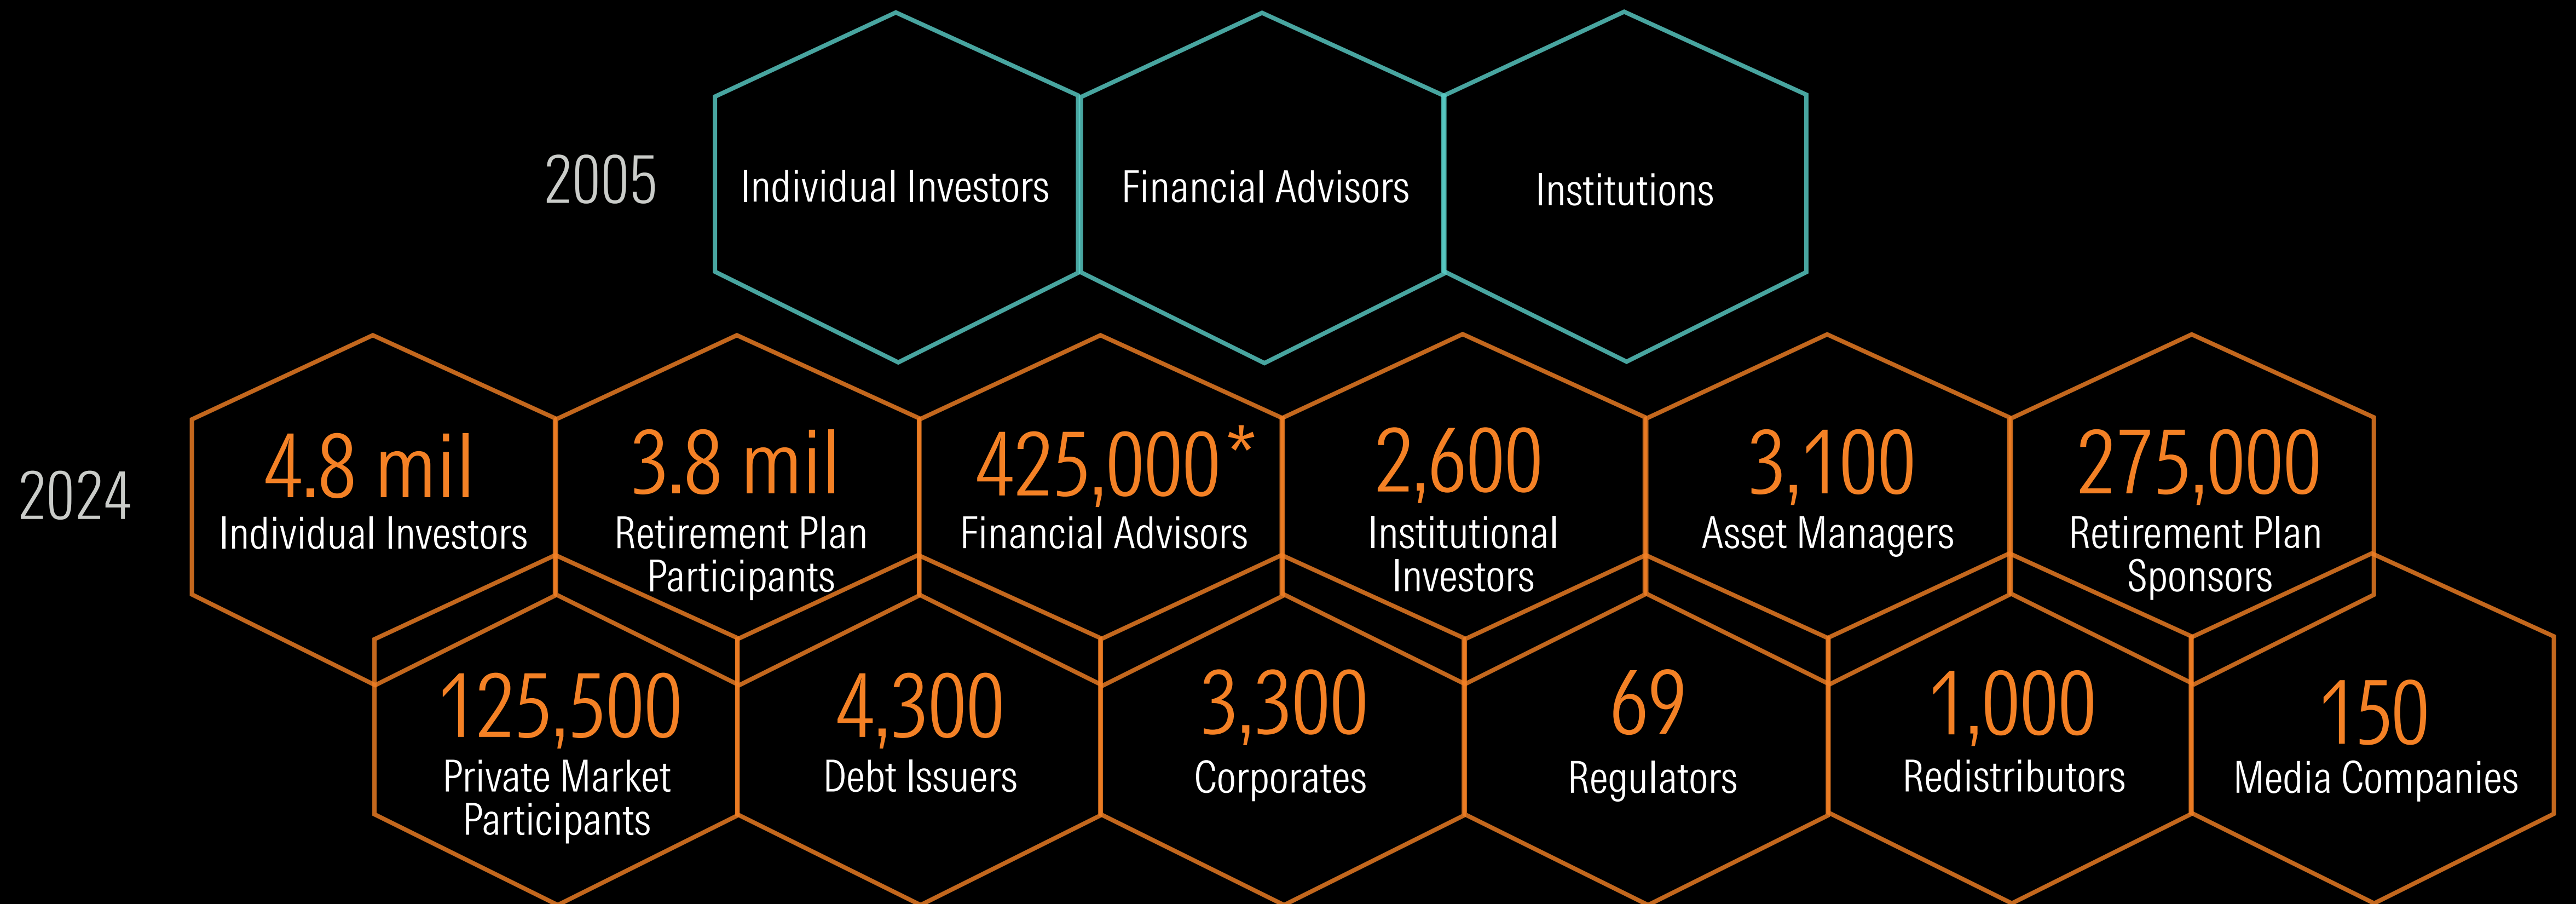 2005
Individual Investors
Financial Advisors
Institutions
2024
4.8 mil
Individual Investors
3.8 mil
Retirement Plan
Participants
425,000*
Financial Advisors
2,600
Institutional
Investors
3,100
Asset Managers
275,000
Retirement Plan
Sponsors
125,500
Private Market
Participants
4,300
Debt Issuers
3,300
Corporates
69
Regulators
1,000
Redistributors
150
Media Companies